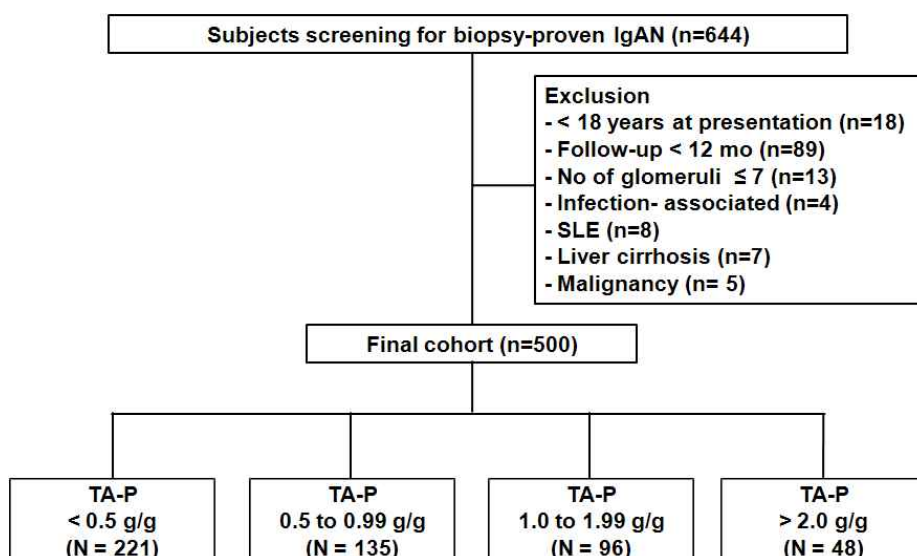 Subjects screening for biopsy-proven IgAN (n=644)
Exclusion
- < 18 years at presentation (n=18)
- Follow-up < 12 mo (n=89)
- No of glomeruli ≤ 7 (n=13)
- Infection- associated (n=4)
- SLE (n=8)
- Liver cirrhosis (n=7)
- Malignancy (n= 5)
Final cohort (n=500)
TA-P
< 0.5 g/g
(N = 221)
TA-P
0.5 to 0.99 g/g
(N = 135)
TA-P
1.0 to 1.99 g/g
(N = 96)
TA-P
> 2.0 g/g
(N = 48)